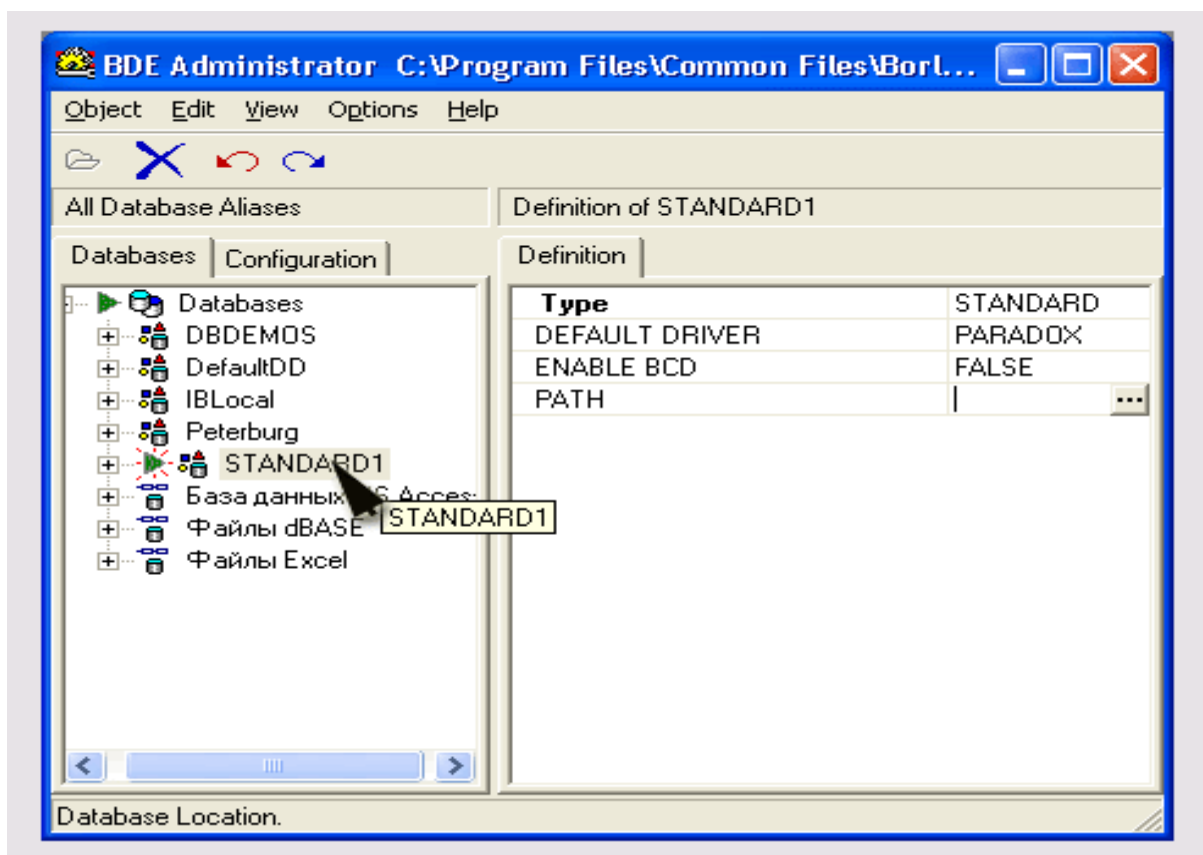 BDE Administrator C:\Program Files\Common Files\Borl...
Object Edit View Options Help
All Database Aliases
Definition of STANDARD1
Databases Configuration
Definition
Databases
DBDEMOS
DefaultDD
IBLocal
Peterburg
STANDARD1
База данных Acces
Файлы dBASE
Файлы Excel
STANDARD1
Type STANDARD
DEFAULT DRIVER PARADOX
ENABLE BCD FALSE
PATH ...
Database Location.